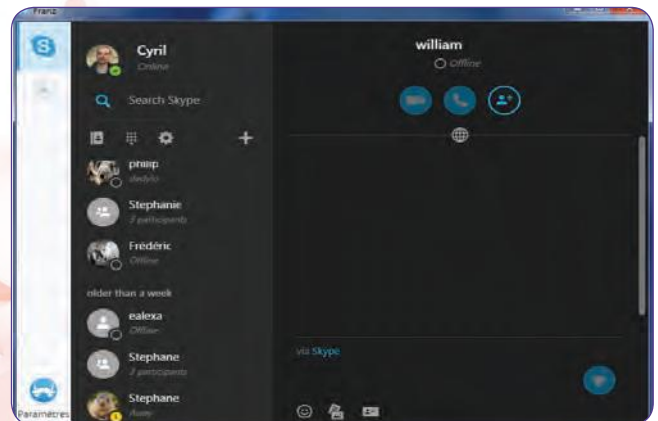 Franz
Cyril
Online
Search Skype
philip
Stephanie
3 participants
Frédéric
Offline
older than a week
ealexa
Offline
Stephane
3 participants
Stephane
Away
Paramètres
william
Offline
via Skype